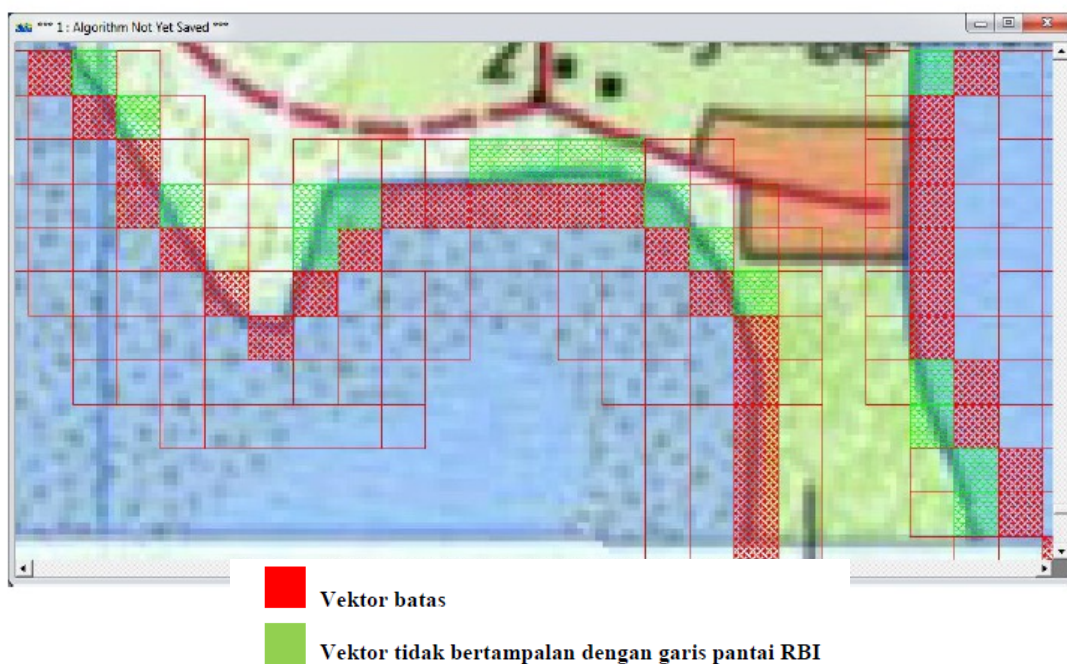 *** 1 : Algorithm Not Yet Saved ***
Vektor batas
Vektor tidak bertampalan dengan garis pantai RBI